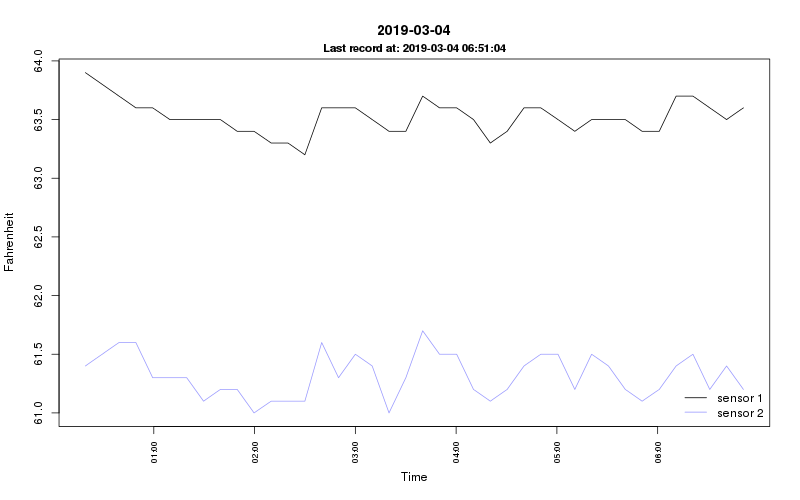 2019-03-04
Last record at: 2019-03-04 06:51:04
Fahrenheit
64.0
63.5
63.0
62.5
62.0
61.5
61.0
sensor 1
sensor 2
01:00 02:00 03:00 04:00 05:00 06:00
Time